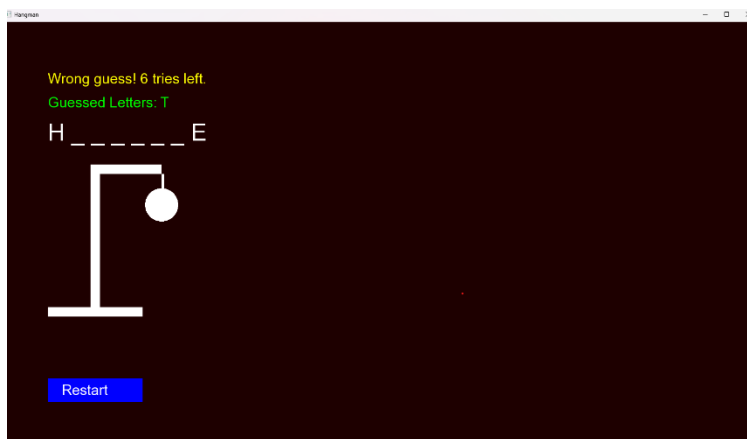 Hangman
Wrong guess! 6 tries left.
Guessed Letters: T
H _ _ _ _ _ _ E
Restart